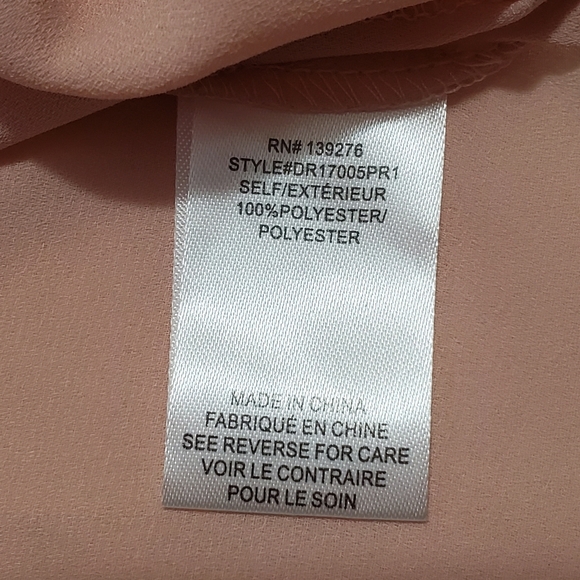 RN# 139276
STYLE#DR17005PR1
SELF/EXTÉRIEUR
100%POLYESTER/
POLYESTER
MADE IN CHINA
FABRIQUÉ EN CHINE
SEE REVERSE FOR CARE
VOIR LE CONTRAIRE
POUR LE SOIN